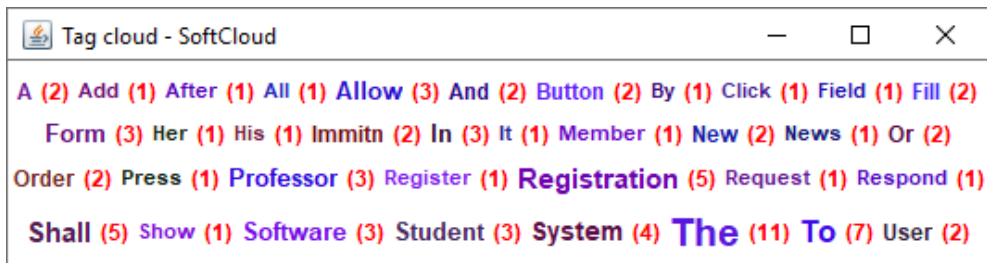 Tag cloud - SoftCloud
A (2) Add (1) After (1) All (1) Allow (3) And (2) Button (2) By (1) Click (1) Field (1) Fill (2)
Form (3) Her (1) His (1) Immitn (2) In (3) It (1) Member (1) New (2) News (1) Or (2)
Order (2) Press (1) Professor (3) Register (1) Registration (5) Request (1) Respond (1)
Shall (5) Show (1) Software (3) Student (3) System (4) The (11) To (7) User (2)